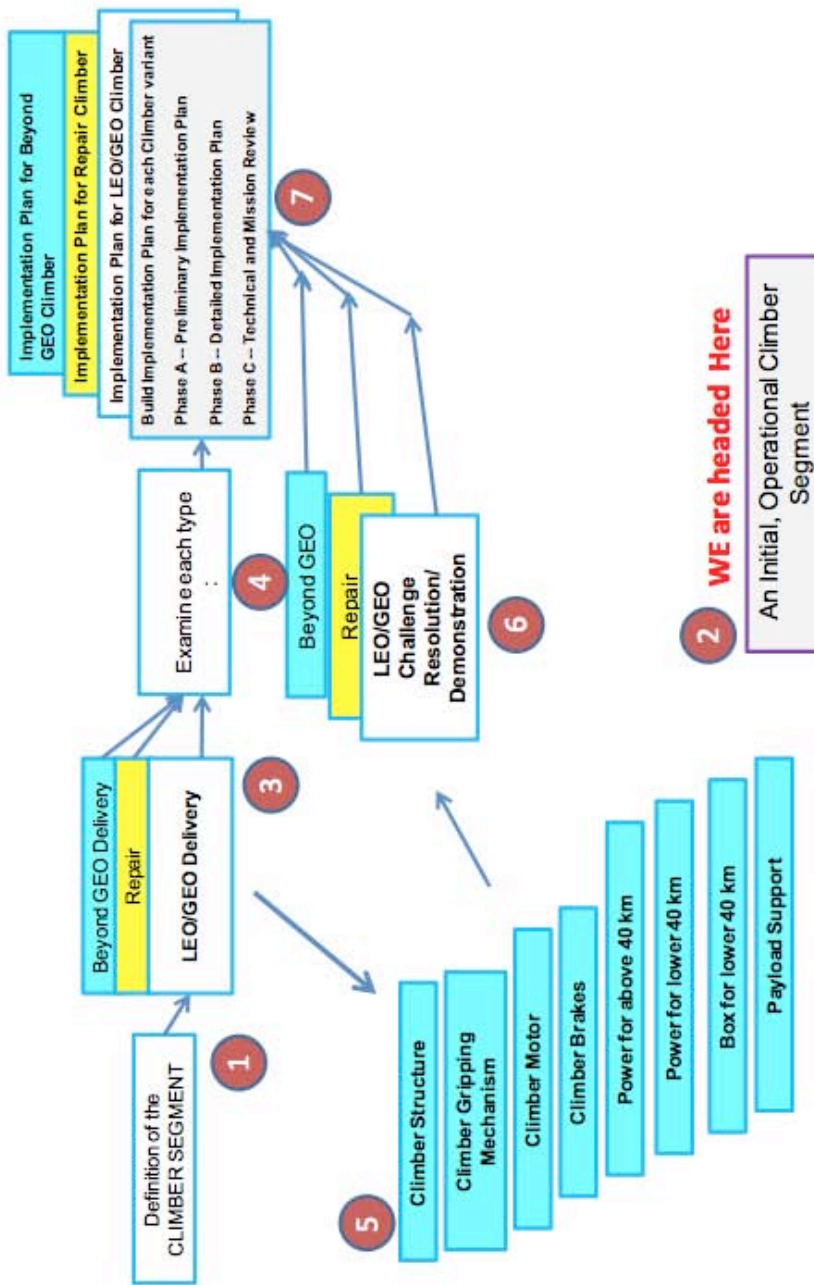 Definition of the
CLIMBER SEGMENT
1
Beyond GEO Delivery
Repair
LEO/GEO Delivery
3
Examine each type
:
4
Implementation Plan for Beyond
GEO Climber
Implementation Plan for Repair Climber
Implementation Plan for LEO/GEO Climber
Build Implementation Plan for each Climber variant
Phase A -- Preliminary Implementation Plan
Phase B -- Detailed Implementation Plan
Phase C -- Technical and Mission Review
7
5
Climber Structure
Climber Gripping
Mechanism
Climber Motor
Climber Brakes
Power for above 40 km
Power for lower 40 km
Box for lower 40 km
Payload Support
Beyond GEO
Repair
LEO/GEO
Challenge
Resolution/
Demonstration
6
2
WE are headed Here
An Initial, Operational Climber
Segment